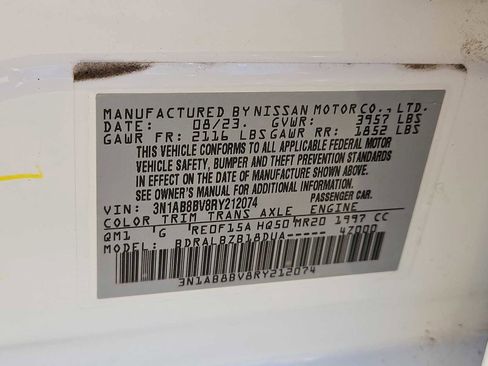 MANUFACTURED BY NISSAN MOTOR CO., LTD.
DATE: 08/23. GVWR: 3957 LBS
GAWR FR: 2116 LBS GAWR RR: 1852 LBS
THIS VEHICLE CONFORMS TO ALL APPLICABLE FEDERAL MOTOR
VEHICLE SAFETY, BUMPER AND THEFT PREVENTION STANDARDS
IN EFFECT ON THE DATE OF MANUFACTURE SHOWN ABOVE.
SEE OWNER'S MANUAL FOR ADDITIONAL INFORMATION.
VIN: 3N1AB8BV8RY212074 PASSENGER CAR.
COLOR TRIM TRANS AXLE ENGINE
QM1 G RE0F15A HQ50 MR20 1997 CC
MODEL: BDRALBZB18DUA----- 47000
3N1AB8BV8RY212074